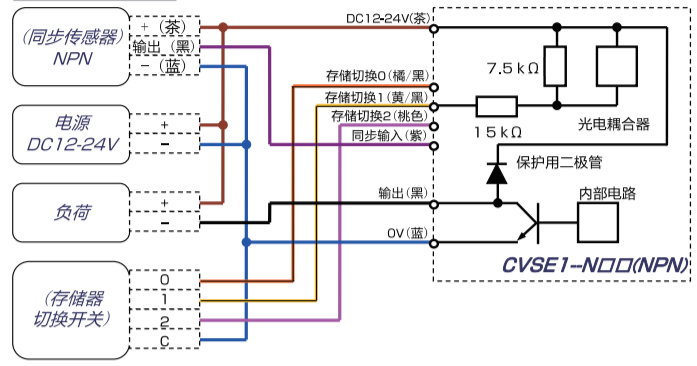 (同步传感器)
NPN
+（茶）
输出（黑）
−（蓝）
电源
DC12-24V
+
−
负荷
+
−
(存储器
切换开关)
0
1
2
C
DC12-24V(茶)
存储切换0(橘/黑)
存储切换1(黄/黑)
存储切换2(桃色)
同步输入(紫)
输出(黑)
0V(蓝)
7.5kΩ
15kΩ
光电耦合器
保护用二极管
内部电路
CVSE1-N□□(NPN)